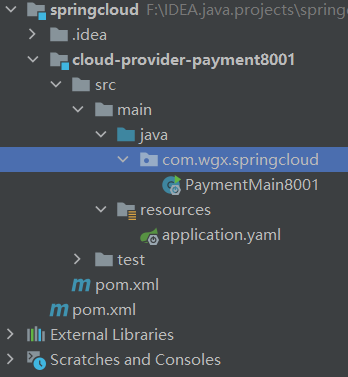 springcloud F:\IDEA.java.projects\spring
.idea
cloud-provider-payment8001
src
main
java
com.wgx.springcloud
PaymentMain8001
resources
application.yaml
test
pom.xml
pom.xml
External Libraries
Scratches and Consoles